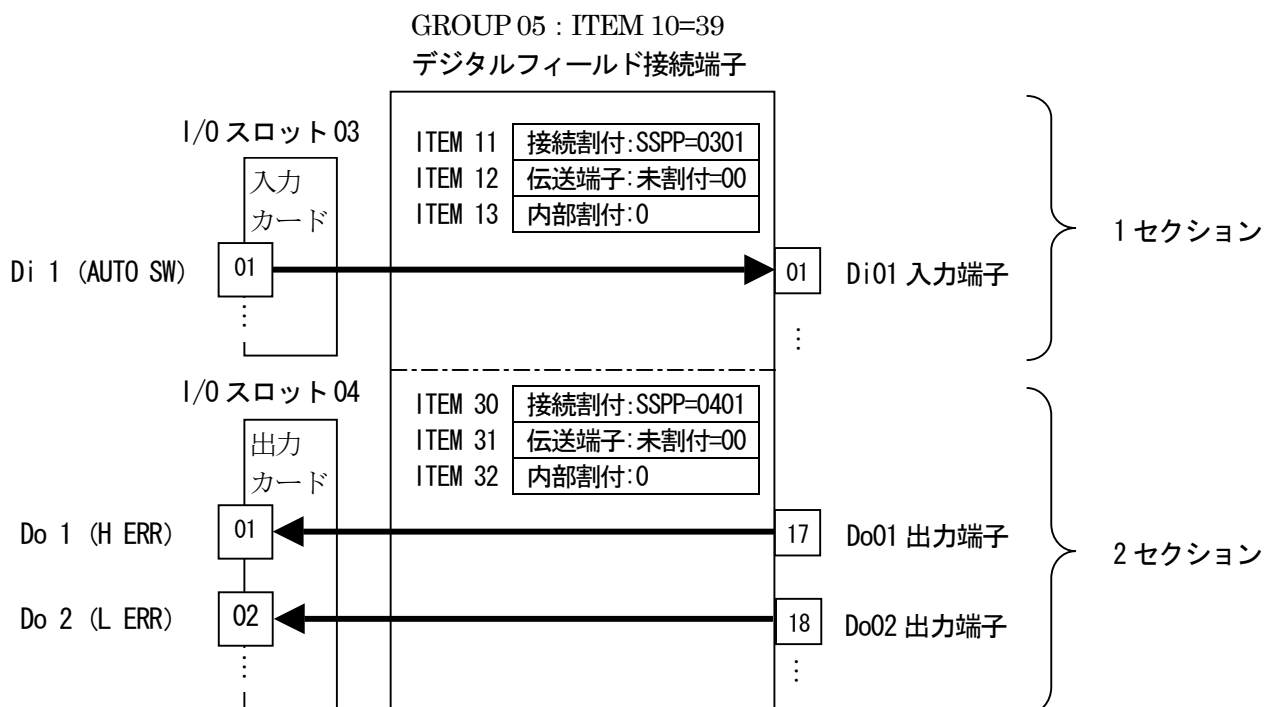 GROUP 05 : ITEM 10=39
デジタルフィールド接続端子
I/O スロット 03
入力
カード
ITEM 11 接続割付:SSPP=0301
ITEM 12 伝送端子:未割付=00
ITEM 13 内部割付:0
1 セクション
Di 1 (AUTO SW) 01 01 Di01 入力端子
I/O スロット 04
出力
カード
ITEM 30 接続割付:SSPP=0401
ITEM 31 伝送端子:未割付=00
ITEM 32 内部割付:0
Do 1 (H ERR) 01 17 Do01 出力端子
2 セクション
Do 2 (L ERR) 02 18 Do02 出力端子